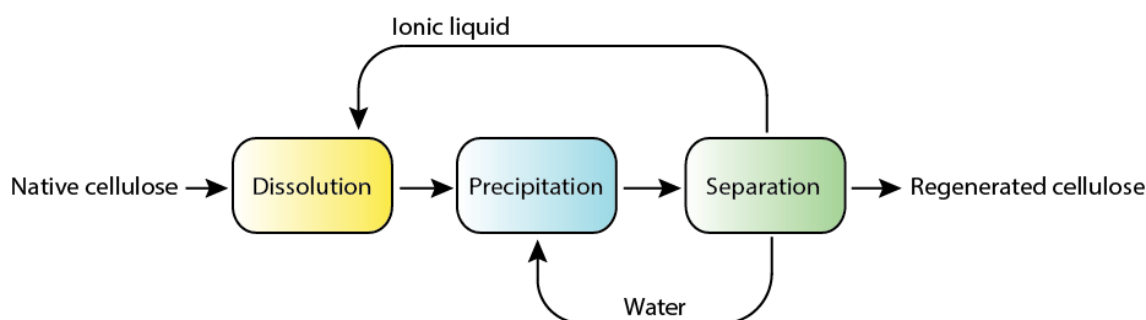 Ionic liquid
Native cellulose
Dissolution
Precipitation
Separation
Regenerated cellulose
Water